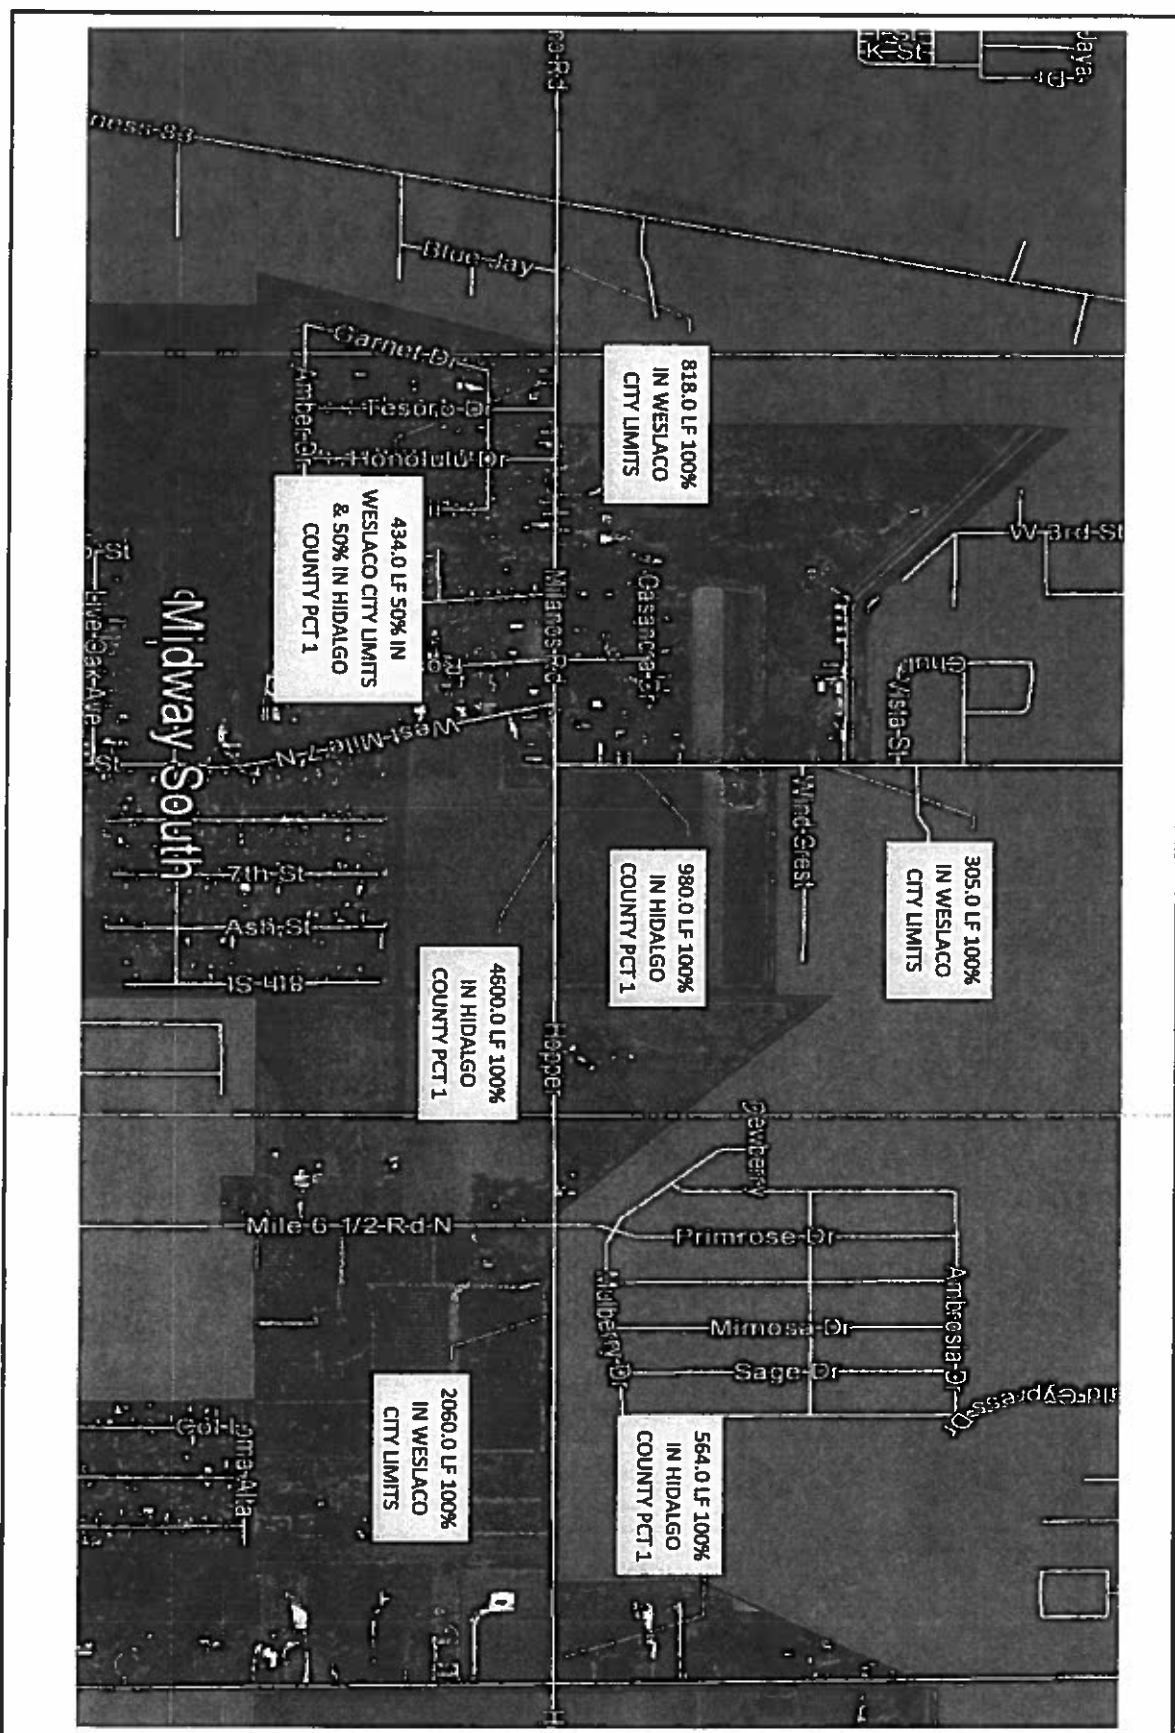 K-St
Blue Jay
Garnet-Dr
Amber-Dr
Tesoro-Dr
Honolulu-Dr
818.0 LF 100%
IN WESLACO
CITY LIMITS
434.0 LF 50% IN
WESLACO CITY LIMITS
& 50% IN HIDALGO
COUNTY PCT 1
W-3rd-St
Milanos Rd
Casandra-Dr
Vista-St
West-Mile-7-N
Live-Oak-Ave
St
Midway South
7th-St
Ash-St
8th-St
Wind-Crest
305.0 LF 100%
IN WESLACO
CITY LIMITS
980.0 LF 100%
IN HIDALGO
COUNTY PCT 1
4600.0 LF 100%
IN HIDALGO
COUNTY PCT 1
Hopper
Mile 6 1/2-Rd N
Primrose-Dr
Mulberry-Dr
Mimosa-Dr
Sage-Dr
Ambrosia-Dr
2060.0 LF 100%
IN WESLACO
CITY LIMITS
564.0 LF 100%
IN HIDALGO
COUNTY PCT 1